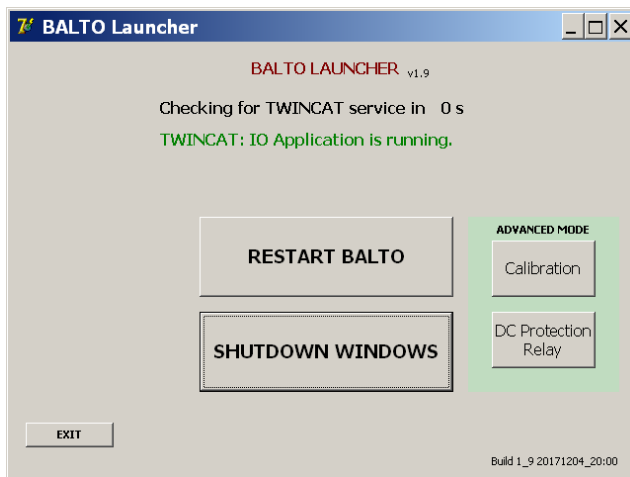 BALTO Launcher
BALTO LAUNCHER v1.9
Checking for TWINCAT service in 0 s
TWINCAT: IO Application is running.
RESTART BALTO
SHUTDOWN WINDOWS
ADVANCED MODE
Calibration
DC Protection
Relay
EXIT
Build 1_9 20171204_20:00